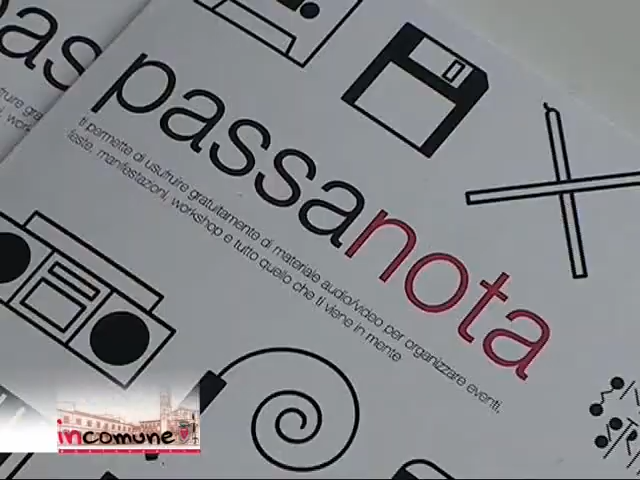 pas
passanota
ti permette di usufruire gratuitamente di materiale audio/video per organizzare eventi,
feste, manifestazioni, workshop e tutto quello che ti viene in mente
incomune